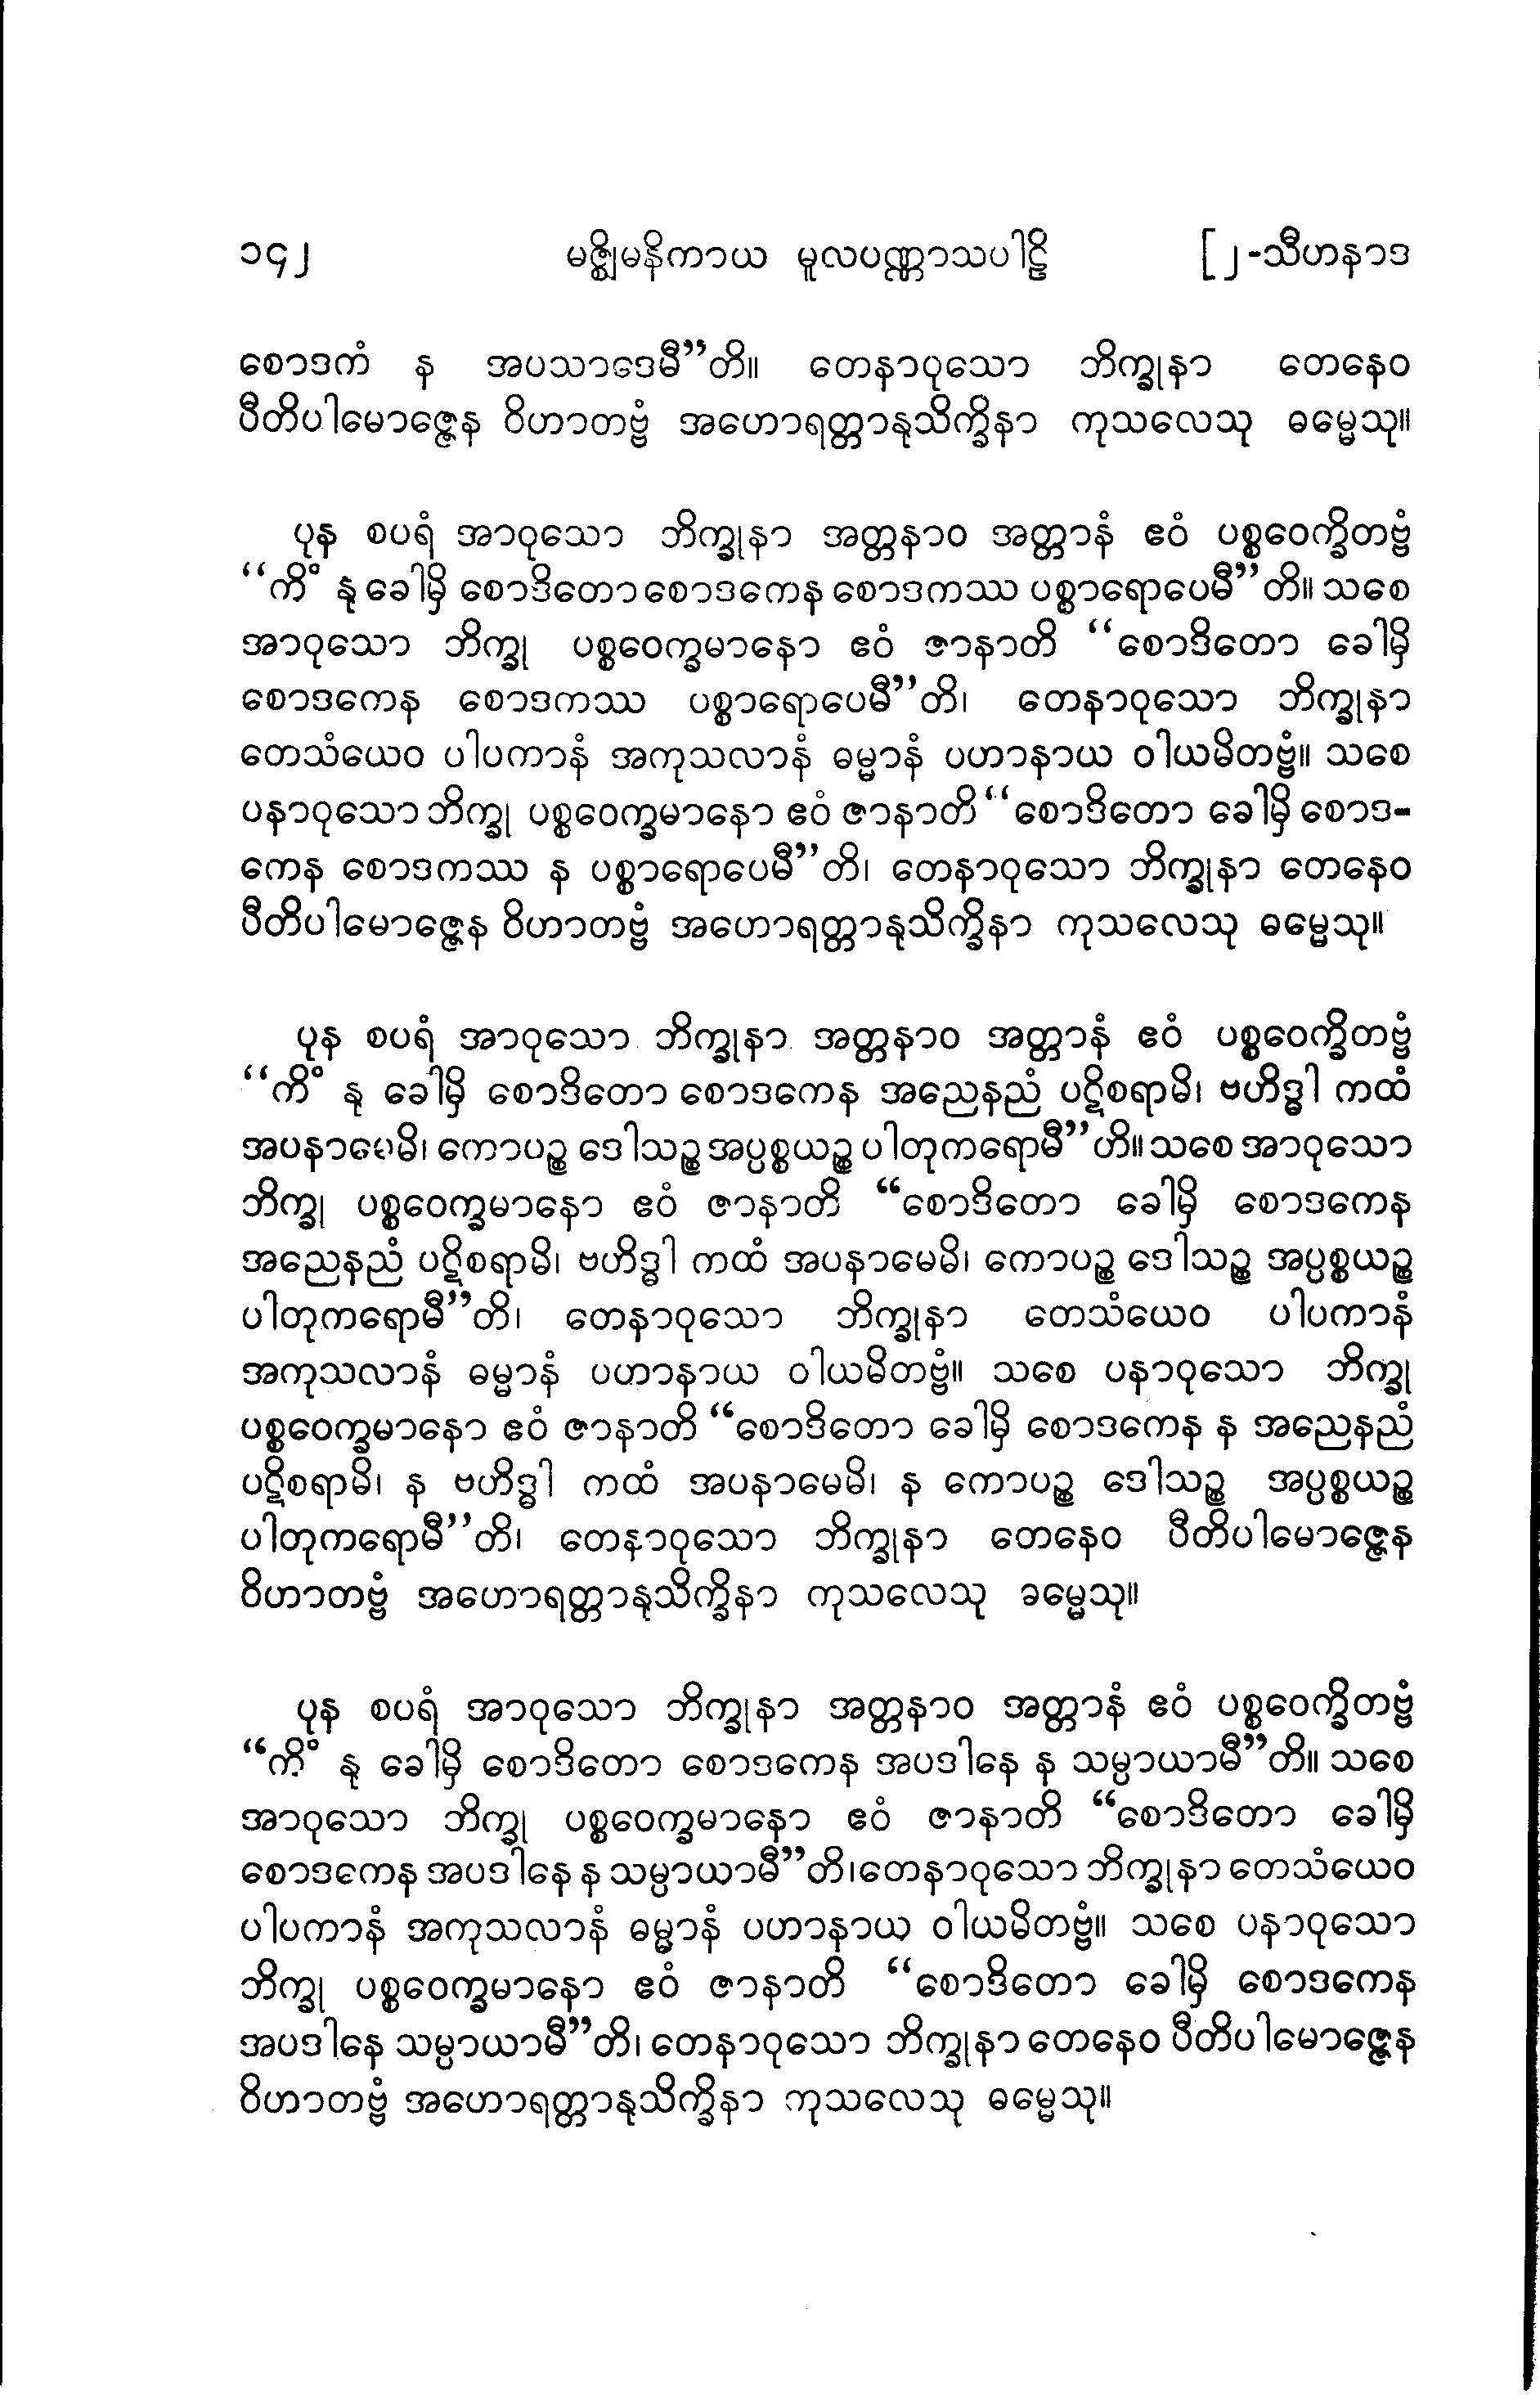 ၁၄၂ မဇ္ဈိမနိကာယ မူလပဏ္ဏာသပါဠိ [၂-သီဟနာဒ
စောဒကံ န အပသာဒေမီ”တိ။ တေနာပုသော ဘိက္ခုနာ တေနေဝ
ပီတိပါမောဇ္ဇေန ဝိဟာတဗ္ဗံ အဟောရတ္တာနုသိက္ခိနာ ကုသလေသု ဓမ္မေသု။
ပုန စပရံ အာဝုသော ဘိက္ခုနာ အတ္တနာဝ အတ္တာနံ ဧဝံ ပစ္စဝေက္ခိတဗ္ဗံ
“ကိံ နု ခေါမှိ စောဒိတော စောဒကေန စောဒကဿ ပစ္စာရောပေမီ”တိ။ သစေ
အာဝုသော ဘိက္ခု ပစ္စဝေက္ခမာနော ဧဝံ ဇာနာတိ “စောဒိတော ခေါမှိ
စောဒကေန စောဒကဿ ပစ္စာရောပေမီ”တိ၊ တေနာဝုသော ဘိက္ခုနာ
တေသံယေဝ ပါပကာနံ အကုသလာနံ ဓမ္မာနံ ပဟာနာယ ဝါယမိတဗ္ဗံ။ သစေ
ပနာဝုသော ဘိက္ခု ပစ္စဝေက္ခမာနော ဧဝံ ဇာနာတိ “စောဒိတော ခေါမှိ စောဒ-
ကေန စောဒကဿ န ပစ္စာရောပေမီ”တိ၊ တေနာဝုသော ဘိက္ခုနာ တေနေဝ
ပီတိပါမောဇ္ဇေန ဝိဟာတဗ္ဗံ အဟောရတ္တာနုသိက္ခိနာ ကုသလေသု ဓမ္မေသု။
ပုန စပရံ အာဝုသော ဘိက္ခုနာ အတ္တနာဝ အတ္တာနံ ဧဝံ ပစ္စဝေက္ခိတဗ္ဗံ
“ကိံ နု ခေါမှိ စောဒိတော စောဒကေန အညေနညံ ပဋိစရာမိ၊ ဗဟိဒ္ဓါ ကထံ
အပနာမေမိ၊ ကောပဉ္စ ဒေါသဉ္စ အပ္ပစ္စယဉ္စ ပါတုကရောမီ”ဟိ။ သစေ အာဝုသော
ဘိက္ခု ပစ္စဝေက္ခမာနော ဧဝံ ဇာနာတိ “စောဒိတော ခေါမှိ စောဒကေန
အညေနညံ ပဋိစရာမိ၊ ဗဟိဒ္ဓါ ကထံ အပနာမေမိ၊ ကောပဉ္စ ဒေါသဉ္စ အပ္ပစ္စယဉ္စ
ပါတုကရောမီ”တိ၊ တေနာဝုသော ဘိက္ခုနာ တေသံယေဝ ပါပကာနံ
အကုသလာနံ ဓမ္မာနံ ပဟာနာယ ဝါယမိတဗ္ဗံ။ သစေ ပနာဝုသော ဘိက္ခု
ပစ္စဝေက္ခမာနော ဧဝံ ဇာနာတိ “စောဒိတော ခေါမှိ စောဒကေန န အညေနညံ
ပဋိစရာမိ၊ န ဗဟိဒ္ဓါ ကထံ အပနာမေမိ၊ န ကောပဉ္စ ဒေါသဉ္စ အပ္ပစ္စယဉ္စ
ပါတုကရောမီ”တိ၊ တေနာဝုသော ဘိက္ခုနာ တေနေဝ ပီတိပါမောဇ္ဇေန
ဝိဟာတဗ္ဗံ အဟောရတ္တာနုသိက္ခိနာ ကုသလေသု ခမ္မေသု။
ပုန စပရံ အာဝုသော ဘိက္ခုနာ အတ္တနာဝ အတ္တာနံ ဧဝံ ပစ္စဝေက္ခိတဗ္ဗံ
“ကိံ နု ခေါမှိ စောဒိတော စောဒကေန အပဒါနေ န သမ္ပာယာမီ”တိ။ သစေ
အာဝုသော ဘိက္ခု ပစ္စဝေက္ခမာနော ဧဝံ ဇာနာတိ “စောဒိတော ခေါမှိ
စောဒကေန အပဒါနေ န သမ္ပာယာမီ”တိ၊ တေနာဝုသော ဘိက္ခုနာ တေသံယေဝ
ပါပကာနံ အကုသလာနံ ဓမ္မာနံ ပဟာနာယ ဝါယမိတဗ္ဗံ။ သစေ ပနာဝုသော
ဘိက္ခု ပစ္စဝေက္ခမာနော ဧဝံ ဇာနာတိ “စောဒိတော ခေါမှိ စောဒကေန
အပဒါနေ သမ္ပာယာမီ”တိ၊ တေနာဝုသော ဘိက္ခုနာ တေနေဝ ပီတိပါမောဇ္ဇေန
ဝိဟာတဗ္ဗံ အဟောရတ္တာနုသိက္ခိနာ ကုသလေသု ဓမ္မေသု။